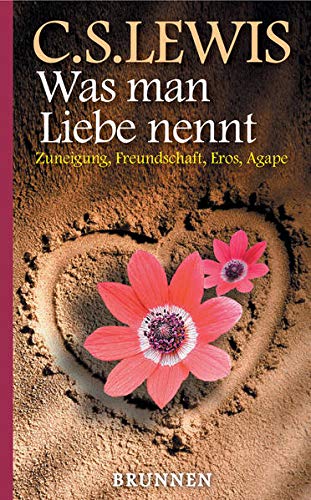 C.S.LEWIS
Was man
Liebe nennt
Zuneigung, Freundschaft, Eros, Agape
BRUNNEN